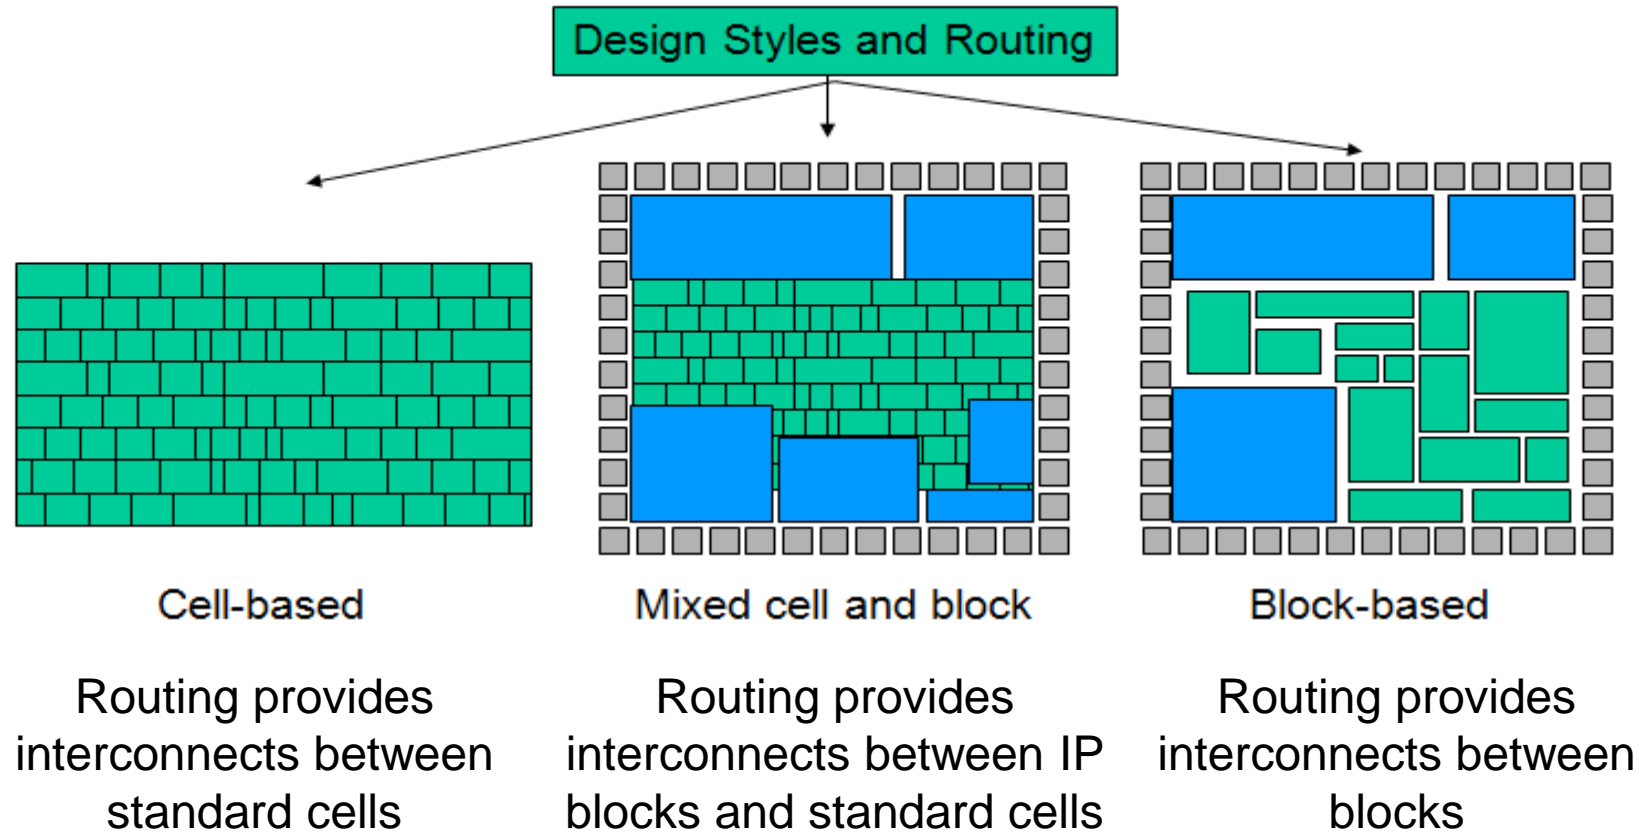 Design Styles and Routing
Cell-based
Mixed cell and block
Block-based
Routing provides
interconnects between
standard cells
Routing provides
interconnects between IP
blocks and standard cells
Routing provides
interconnects between
blocks